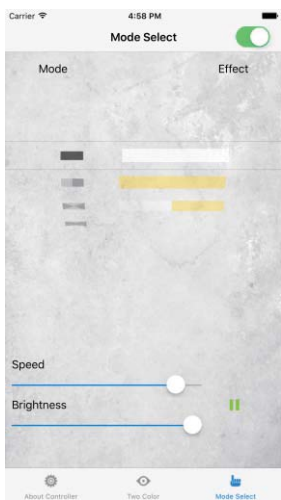 Carrier 4:58 PM
Mode Select
Mode Effect
Speed
Brightness
About Controller Two Color Mode Select